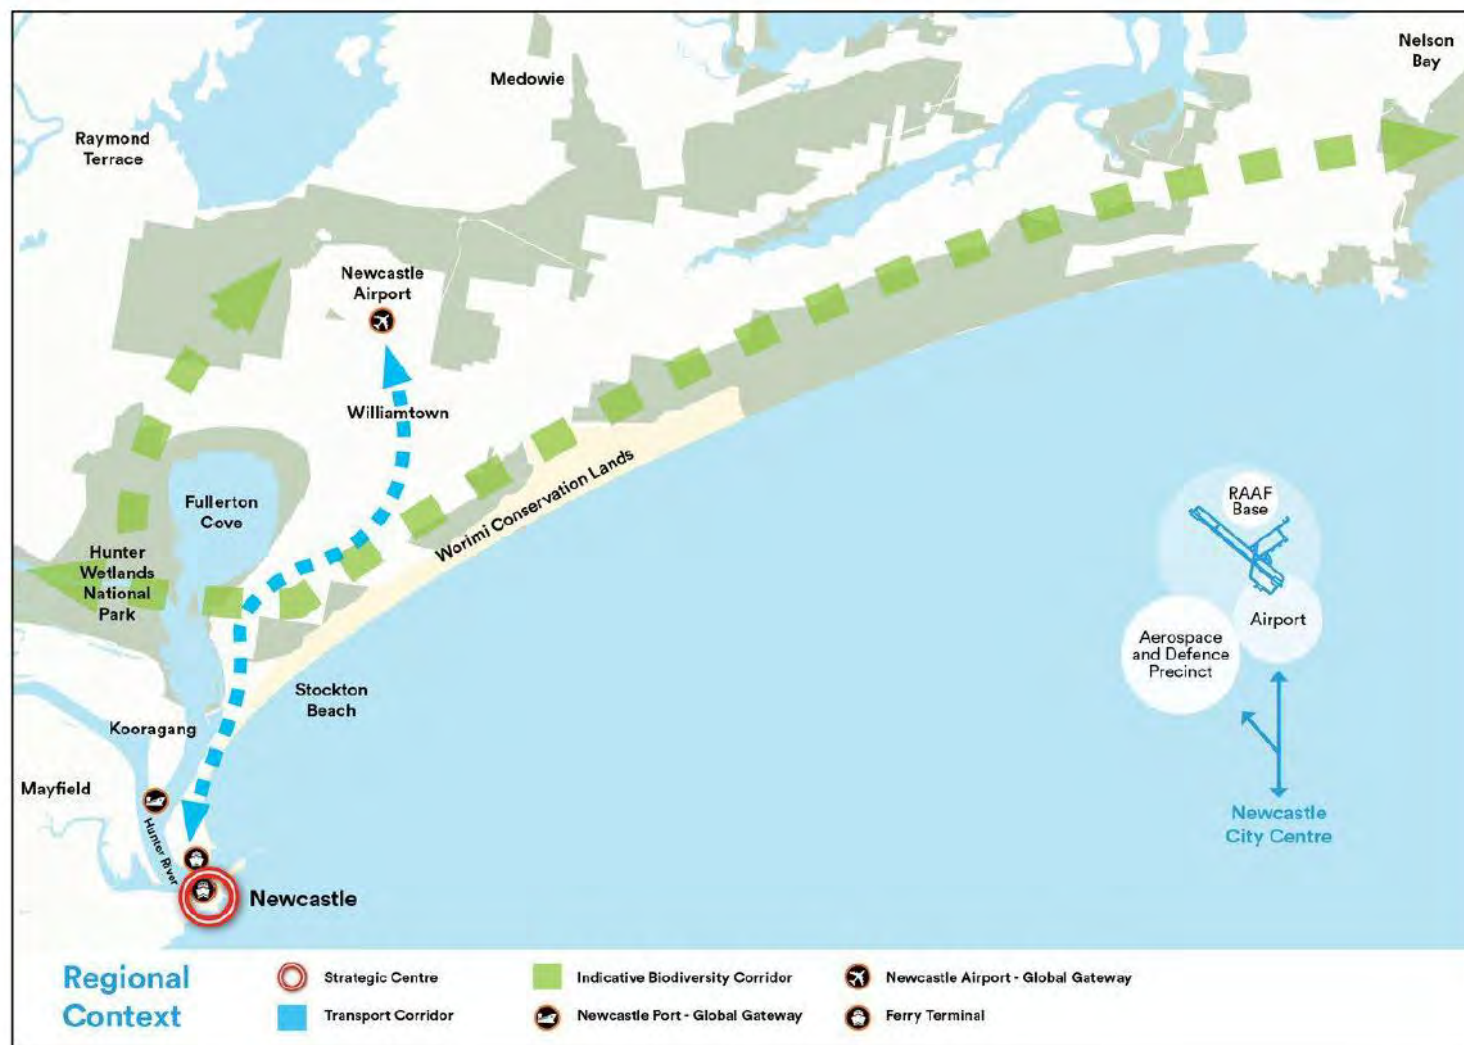 Nelson
Bay
Medowie
Raymond
Terrace
Newcastle
Airport
Williamtown
Fullerton
Cove
Worimi Conservation Lands
RAAF
Base
Hunter
Wetlands
National
Park
Airport
Aerospace
and Defence
Precinct
Stockton
Beach
Kooragang
Mayfield
Hunter River
Newcastle
City Centre
Newcastle
Regional
Context
Strategic Centre
Transport Corridor
Indicative Biodiversity Corridor
Newcastle Port - Global Gateway
Newcastle Airport - Global Gateway
Ferry Terminal